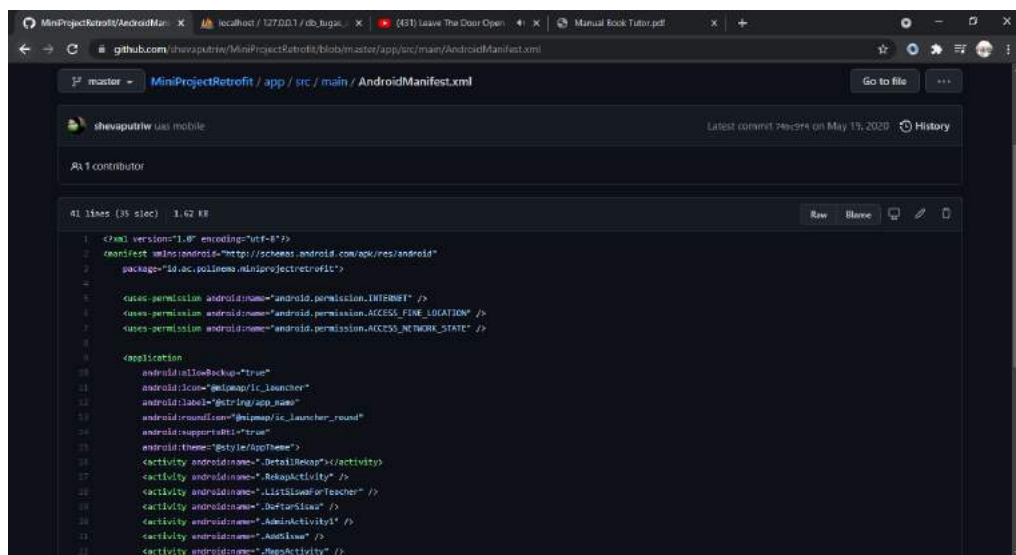 MiniProjectRetrofit/AndroidMan
localhost / 127.0.0.1 / db_tugas_
(431) Leave The Door Open
Manual Book Tutor.pdf
github.com/shevaputriw/MiniProjectRetrofit/blob/master/app/src/main/AndroidManifest.xml
master
MiniProjectRetrofit / app / src / main / AndroidManifest.xml
Go to file
shevaputriw uas mobile
Latest commit on May 19, 2020
History
1 contributor
41 lines (35 sloc) 1.62 KB
Raw Blame
1 <?xml version="1.0" encoding="utf-8"?>
2 <manifest xmlns:android="http://schemas.android.com/apk/res/android"
3 package="id.ac.polinema.miniprojectretrofit">
4
5 <uses-permission android:name="android.permission.INTERNET" />
6 <uses-permission android:name="android.permission.ACCESS_FINE_LOCATION" />
7 <uses-permission android:name="android.permission.ACCESS_NETWORK_STATE" />
8
9 <application
10 android:allowBackup="true"
11 android:icon="@mipmap/ic_launcher"
12 android:label="@string/app_name"
13 android:roundIcon="@mipmap/ic_launcher_round"
14 android:supportsRtl="true"
15 android:theme="@style/AppTheme">
16 <activity android:name=".DetailRekap"></activity>
17 <activity android:name=".RekapActivity" />
18 <activity android:name=".ListSiswaForTeacher" />
19 <activity android:name=".DaftarSiswa" />
20 <activity android:name=".AdminActivity1" />
21 <activity android:name=".AddSiswa" />
22 <activity android:name=".MapsActivity" />